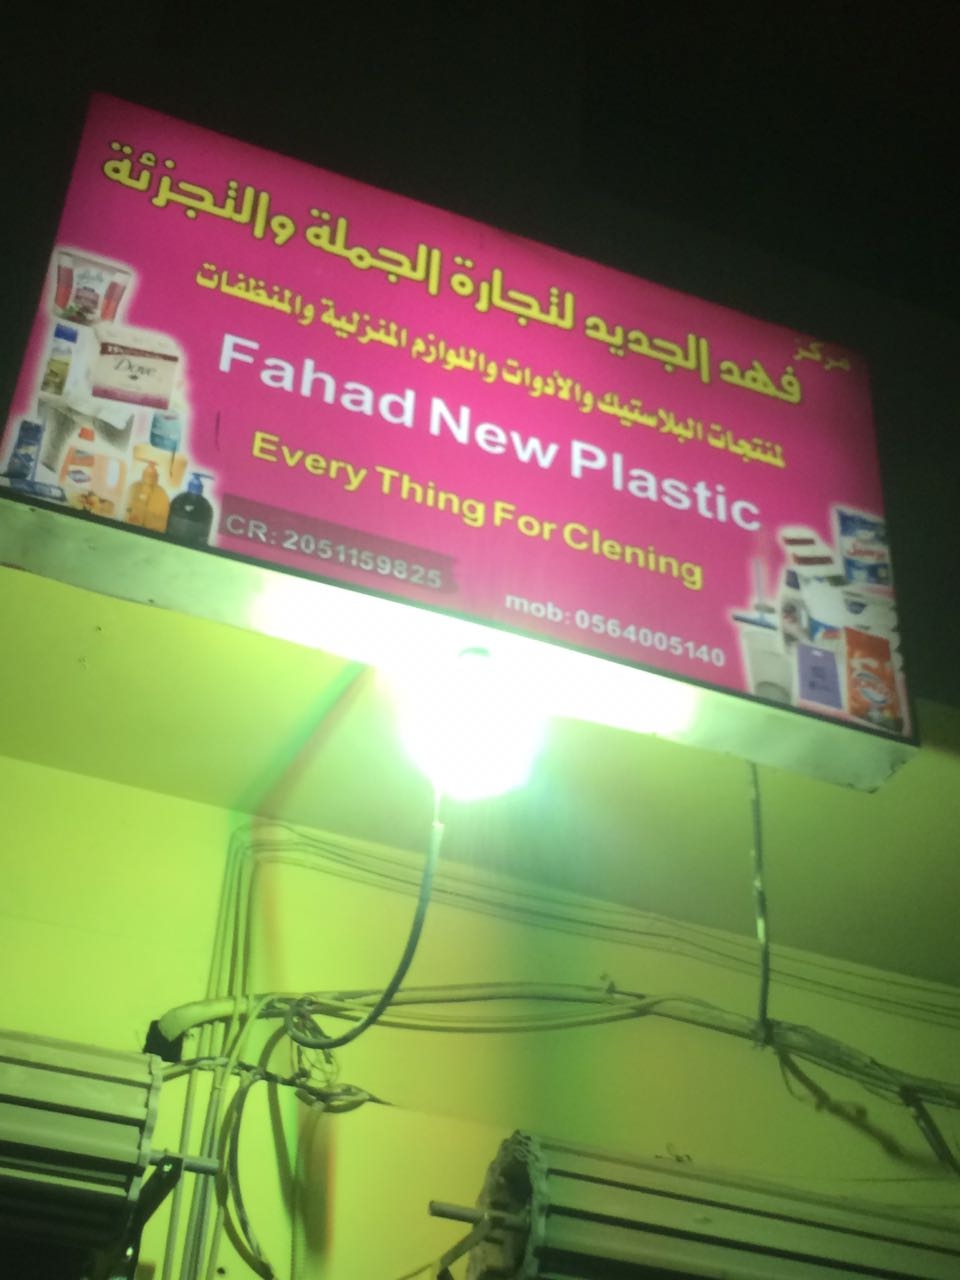 مركز
فهد الجديد لتجارة الجملة والتجزئة
لمنتجات البلاستيك والأدوات واللوازم المنزلية والمنظفات
Fahad New Plastic
Every Thing For Clening
CR: 2051159825
mob: 0564005140
Dove